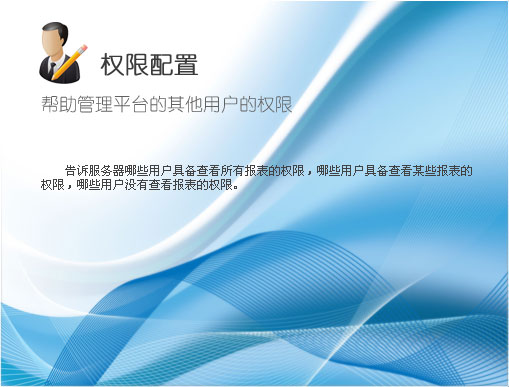 权限配置
帮助管理平台的其他用户的权限
告诉服务器哪些用户具备查看所有报表的权限，哪些用户具备查看某些报表的
权限，哪些用户没有查看报表的权限。